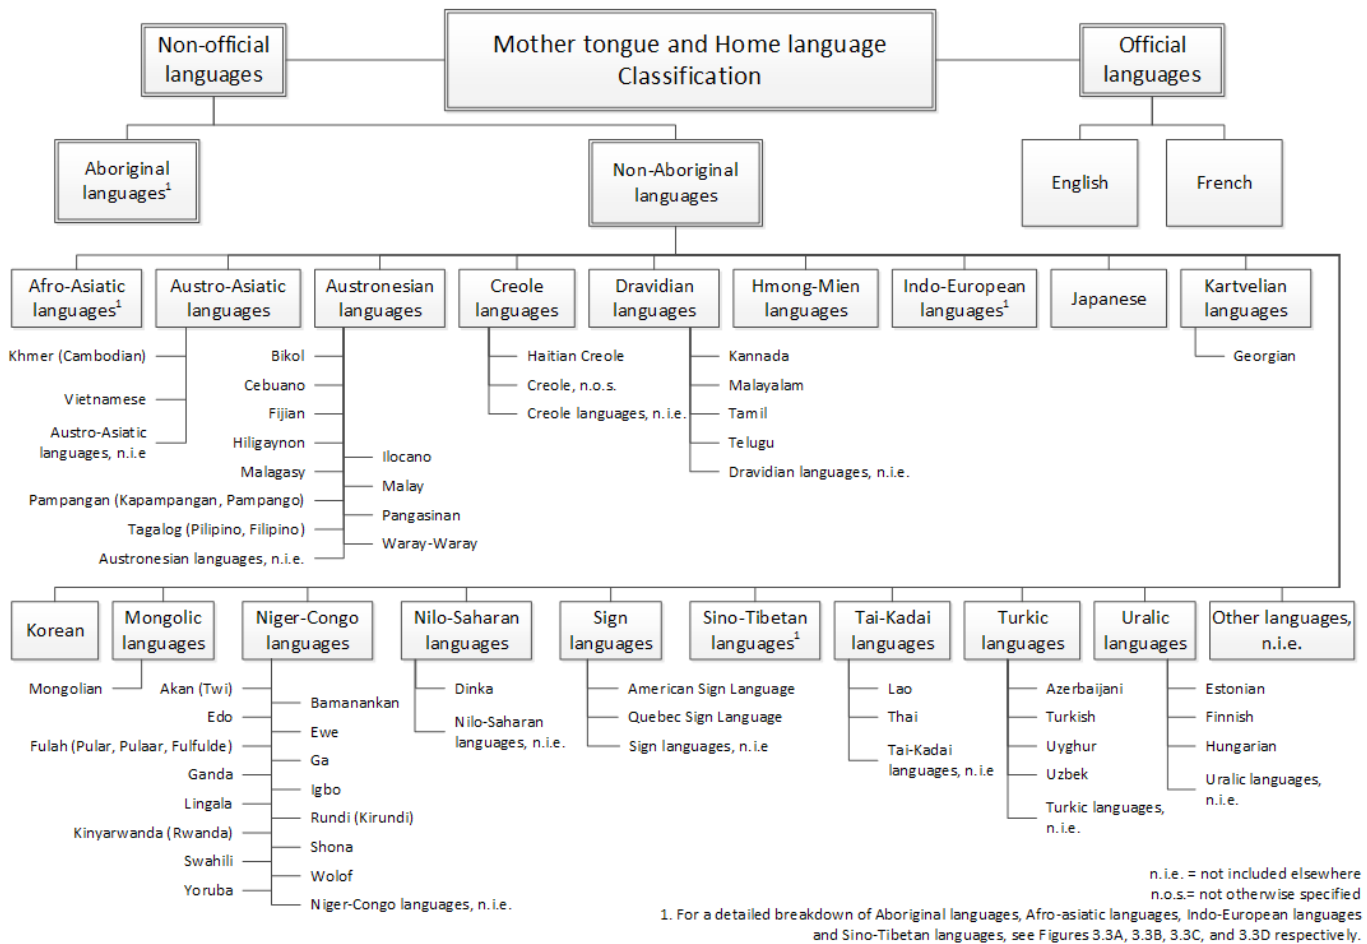 Mother tongue and Home language
Classification
Non-official
languages
Official
languages
Aboriginal
languages1
Non-Aboriginal
languages
English
French
Afro-Asiatic
languages1
Austro-Asiatic
languages
Austronesian
languages
Creole
languages
Dravidian
languages
Hmong-Mien
languages
Indo-European
languages1
Japanese
Kartvelian
languages
Khmer (Cambodian)
Vietnamese
Austro-Asiatic
languages, n.i.e
Bikol
Cebuano
Fijian
Hiligaynon
Malagasy
Pampangan (Kapampangan, Pampango)
Tagalog (Pilipino, Filipino)
Austronesian languages, n.i.e.
Ilocano
Malay
Pangasinan
Waray-Waray
Haitian Creole
Creole, n.o.s.
Creole languages, n.i.e.
Kannada
Malayalam
Tamil
Telugu
Dravidian languages, n.i.e.
Georgian
Korean
Mongolic
languages
Niger-Congo
languages
Nilo-Saharan
languages
Sign
languages
Sino-Tibetan
languages1
Tai-Kadai
languages
Turkic
languages
Uralic
languages
Other languages,
n.i.e.
Mongolian
Akan (Twi)
Edo
Fulah (Pular, Pulaar, Fulfulde)
Ganda
Lingala
Kinyarwanda (Rwanda)
Swahili
Yoruba
Bamanankan
Ewe
Ga
Igbo
Rundi (Kirundi)
Shona
Wolof
Niger-Congo languages, n.i.e.
Dinka
Nilo-Saharan
languages, n.i.e.
American Sign Language
Quebec Sign Language
Sign languages, n.i.e
Lao
Thai
Tai-Kadai
languages, n.i.e
Azerbaijani
Turkish
Uyghur
Uzbek
Turkic languages,
n.i.e.
Estonian
Finnish
Hungarian
Uralic languages,
n.i.e.
n.i.e. = not included elsewhere
n.o.s.= not otherwise specified
1. For a detailed breakdown of Aboriginal languages, Afro-asiatic languages, Indo-European languages
and Sino-Tibetan languages, see Figures 3.3A, 3.3B, 3.3C, and 3.3D respectively.